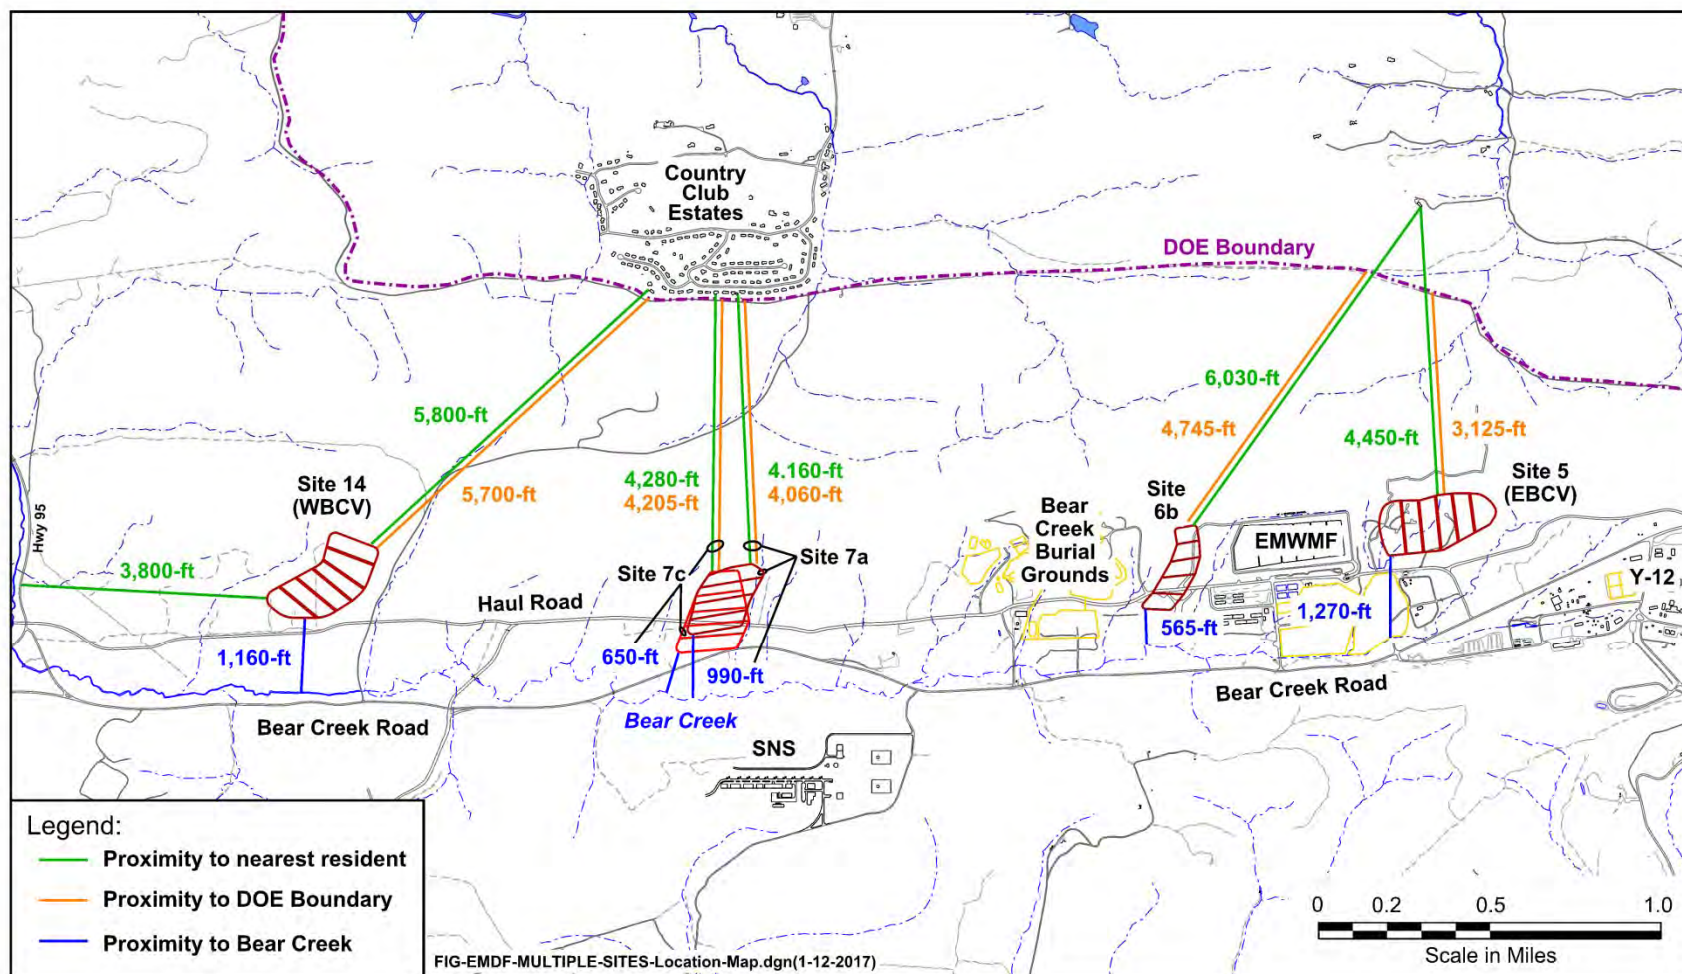 Country
Club
Estates
DOE Boundary
5,800-ft
5,700-ft
4,280-ft
4,205-ft
4.160-ft
4,060-ft
6,030-ft
4,745-ft
4,450-ft
3,125-ft
Site 14
(WBCV)
Hwy 95
3,800-ft
1,160-ft
Site 7c
Site 7a
Haul Road
650-ft
990-ft
Bear
Creek
Burial
Grounds
Site
6b
EMWMF
Site 5
(EBCV)
Y-12
565-ft
1,270-ft
Bear Creek Road
Bear Creek
Bear Creek Road
SNS
Legend:
Proximity to nearest resident
Proximity to DOE Boundary
Proximity to Bear Creek
FIG-EMDF-MULTIPLE-SITES-Location-Map.dgn(1-12-2017)
0 0.2 0.5 1.0
Scale in Miles